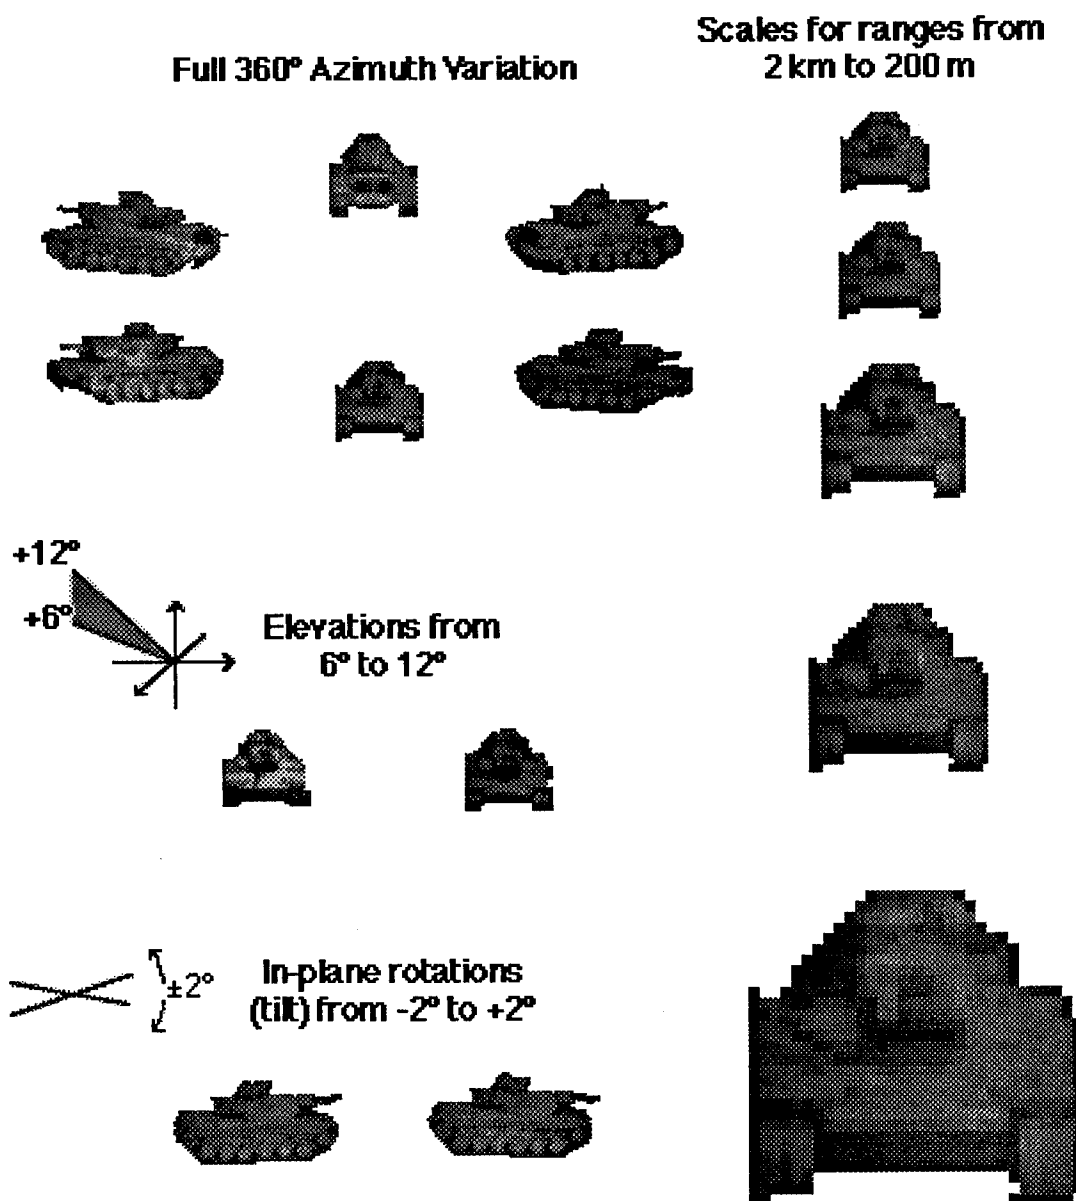 Full 360° Azimuth Variation
Scales for ranges from
2 km to 200 m
+12°
+6°
Elevations from
6° to 12°
±2°
In-plane rotations
(tilt) from -2° to +2°